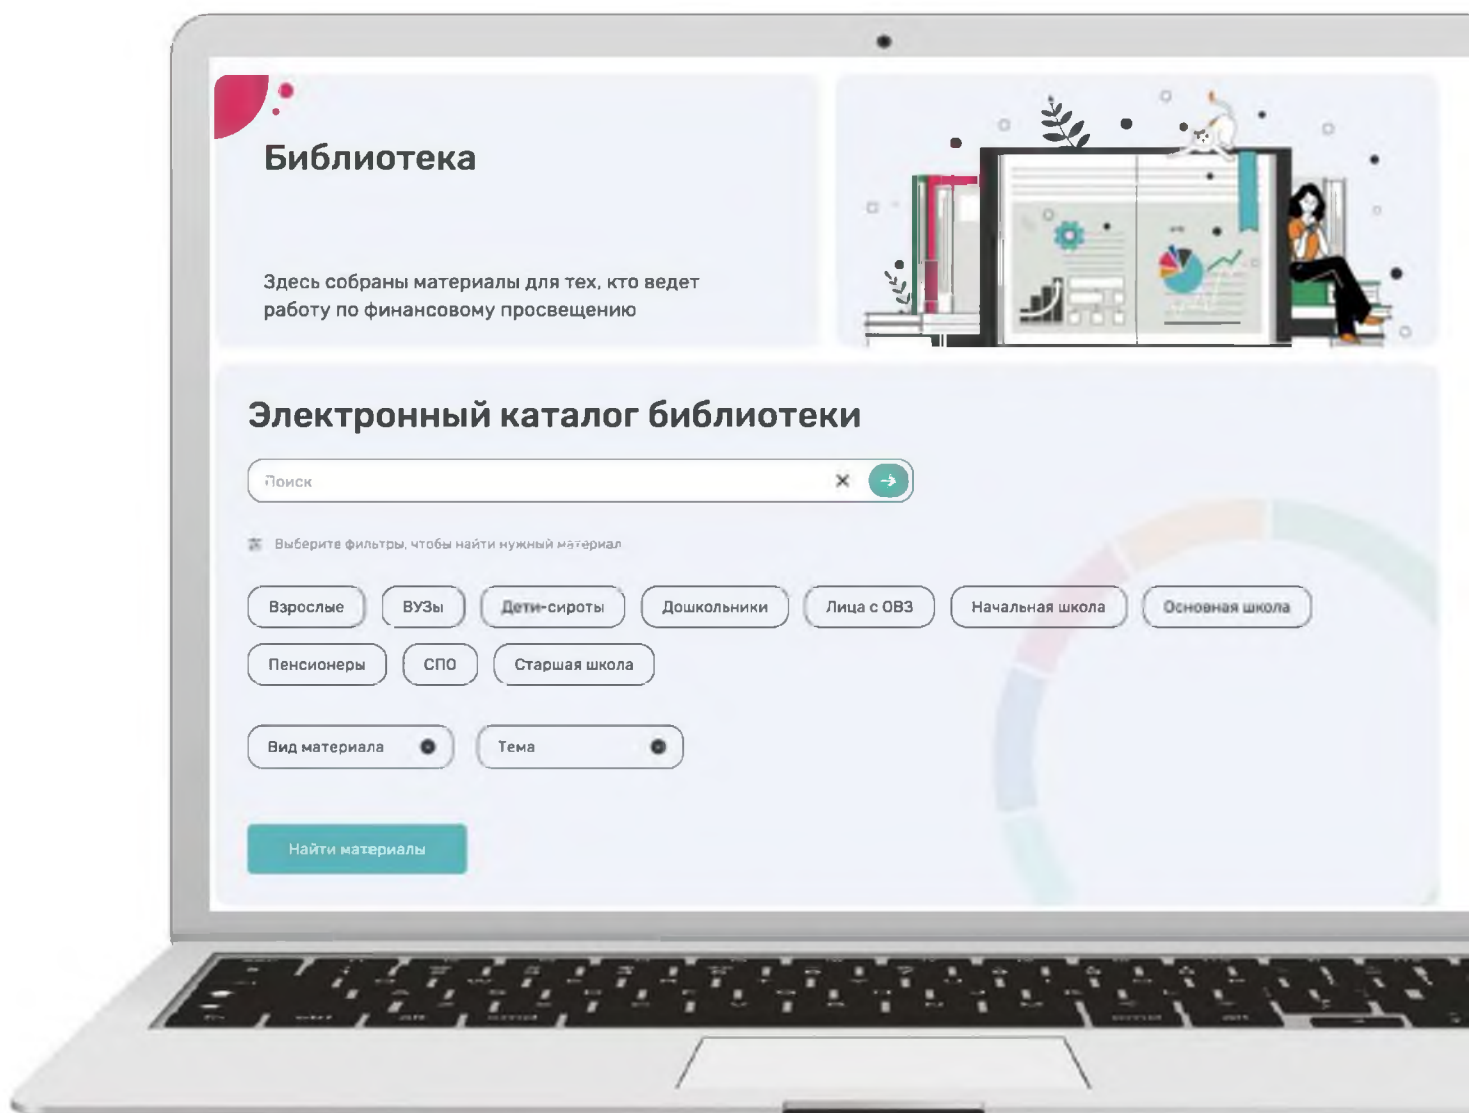 Библиотека
Здесь собраны материалы для тех, кто ведет
работу по финансовому просвещению
Электронный каталог библиотеки
Поиск
Выберите фильтры, чтобы найти нужный материал
Взрослые ВУЗы Дети-сироты Дошкольники Лица с ОВЗ Начальная школа Основная школа
Пенсионеры СПО Старшая школа
Вид материала Тема
Найти материалы